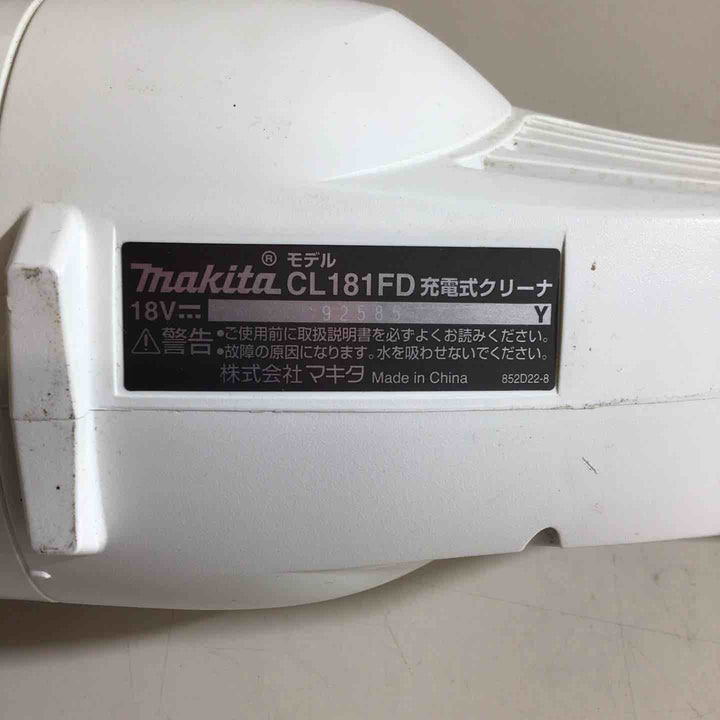 makita® モデル CL181FD 充電式クリーナ
18V⎓ 92585 Y
⚠警告 •ご使用前に取扱説明書を必ずよくお読みください。
•故障の原因になります。水を吸わせないでください。
株式会社 マキタ Made in China 852D22-8